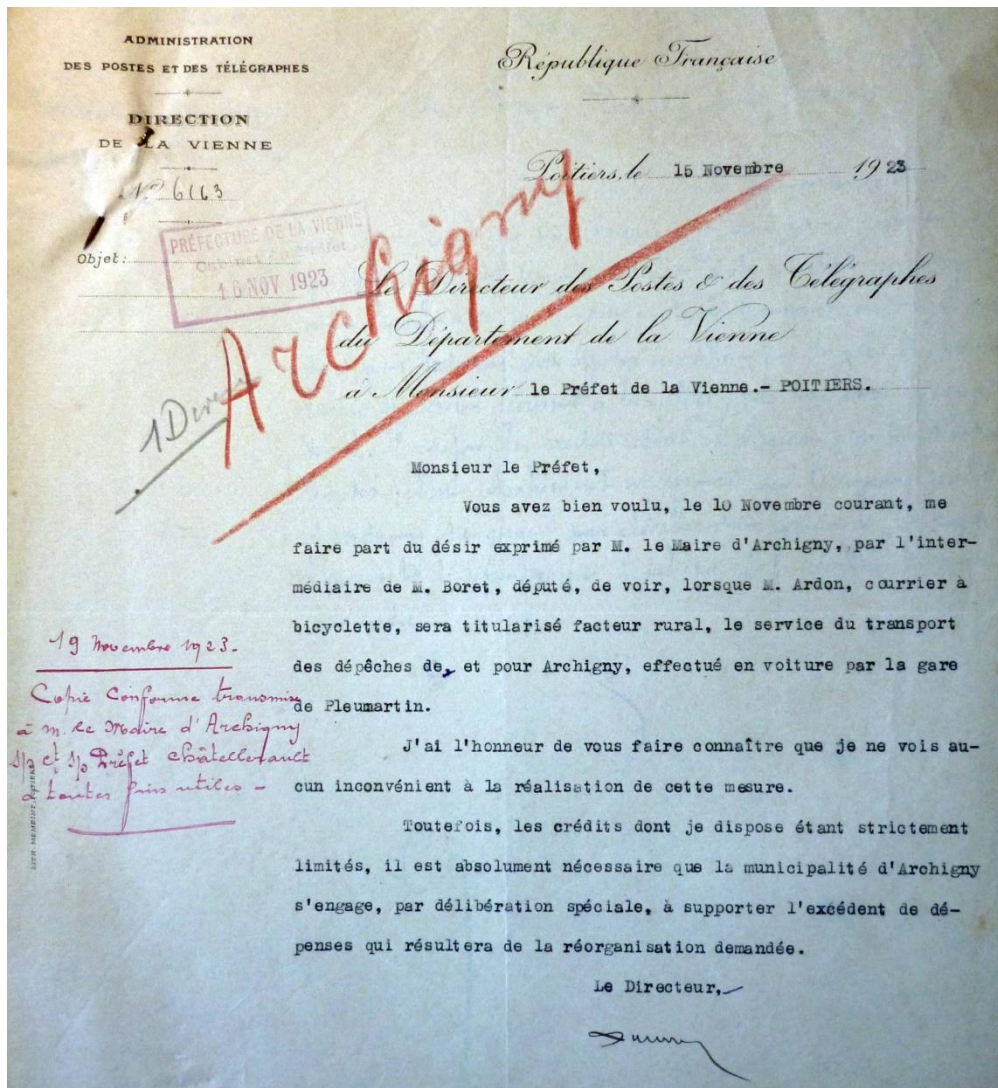 ADMINISTRATION
DES POSTES ET DES TÉLÉGRAPHES
DIRECTION
DE LA VIENNE
N° 6663
Objet:
République Française
Poitiers, le 15 Novembre 1923
PRÉFECTURE DE LA VIENNE
Cabinet du Préfet
16 NOV 1923
Archigny
Le Directeur des Postes & des Télégraphes
du Département de la Vienne
à Monsieur le Préfet de la Vienne.- POITIERS.
Monsieur le Préfet,
Vous avez bien voulu, le 10 Novembre courant, me
faire part du désir exprimé par M. le Maire d'Archigny, par l'inter-
médiaire de M. Boret, député, de voir, lorsque M. Ardon, courrier à
bicyclette, sera titularisé facteur rural, le service du transport
des dépêches de, et pour Archigny, effectué en voiture par la gare
de Pleumartin.
J'ai l'honneur de vous faire connaître que je ne vois au-
cun inconvénient à la réalisation de cette mesure.
Toutefois, les crédits dont je dispose étant strictement
limités, il est absolument nécessaire que la municipalité d'Archigny
s'engage, par délibération spéciale, à supporter l'excédent de dé-
penses qui résultera de la réorganisation demandée.
Le Directeur,
19 Novembre 1923.
Copie conforme transmise
à M. le Maire d'Archigny
s/p et s/p Préfet Châtellerault
à toutes fins utiles -